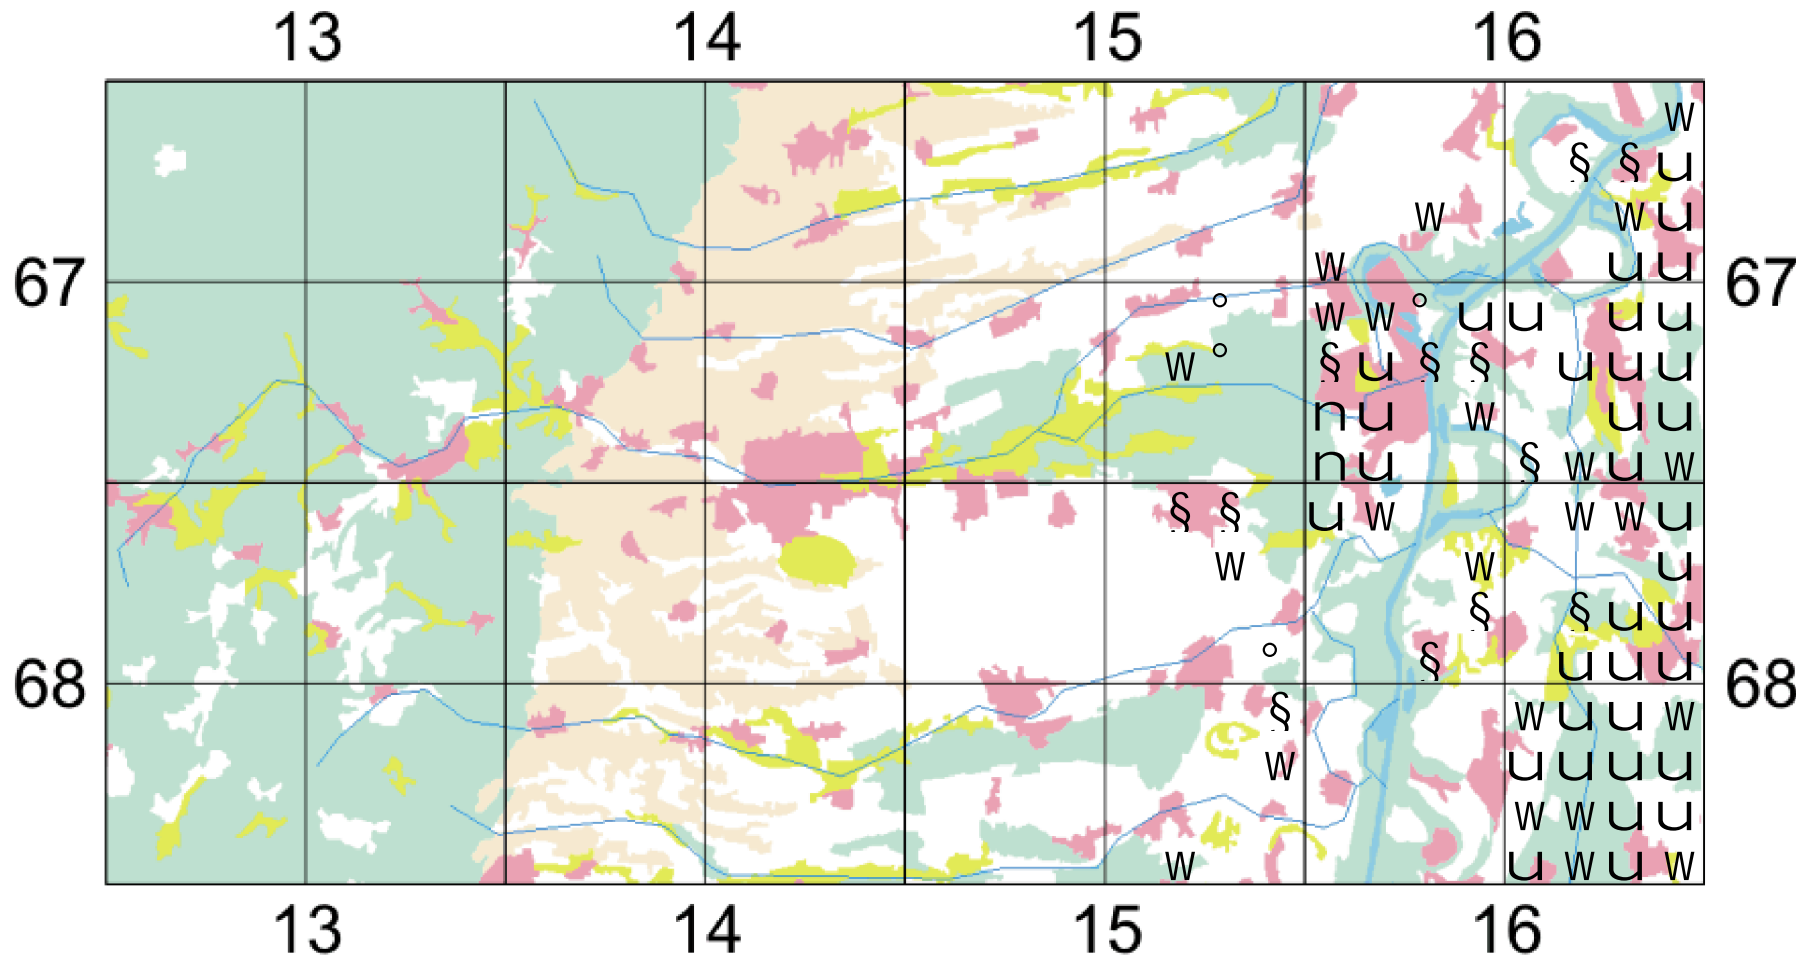 13 14 15 16
W
§ § u
W W u
67 W u u 67
W W u u u u
W § u § § u u u
n u W u u
n u § W u W
§ § u W W W u
W W u
§ § u u
§ u u u
68 68
§ W u u W
W u u u u
W W u u
W u W u W
13 14 15 16